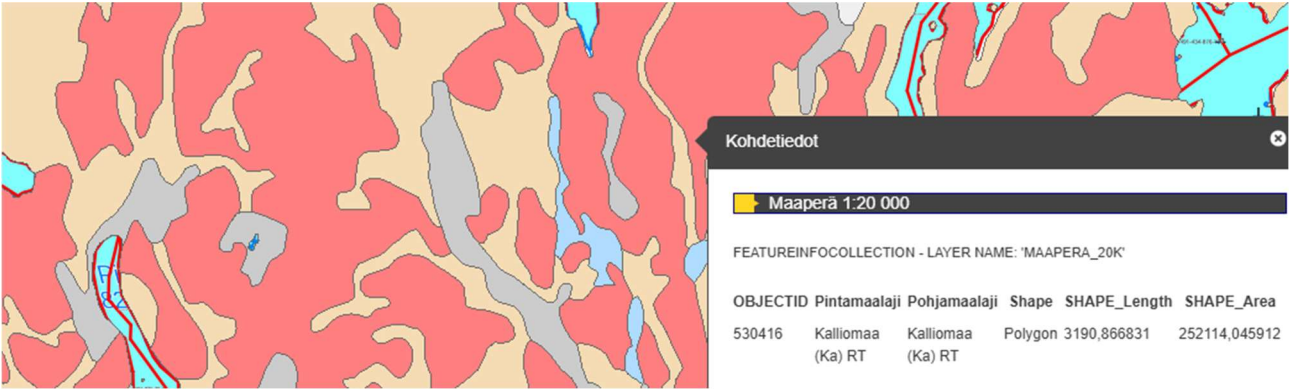 Kohdetiedot
Maaperä 1:20 000
FEATUREINFOCOLLECTION - LAYER NAME: 'MAAPERA_20K'
OBJECTID Pintamaalaji Pohjamaalaji Shape SHAPE_Length SHAPE_Area
530416 Kalliomaa Kalliomaa Polygon 3190,866831 252114,045912
(Ka) RT (Ka) RT